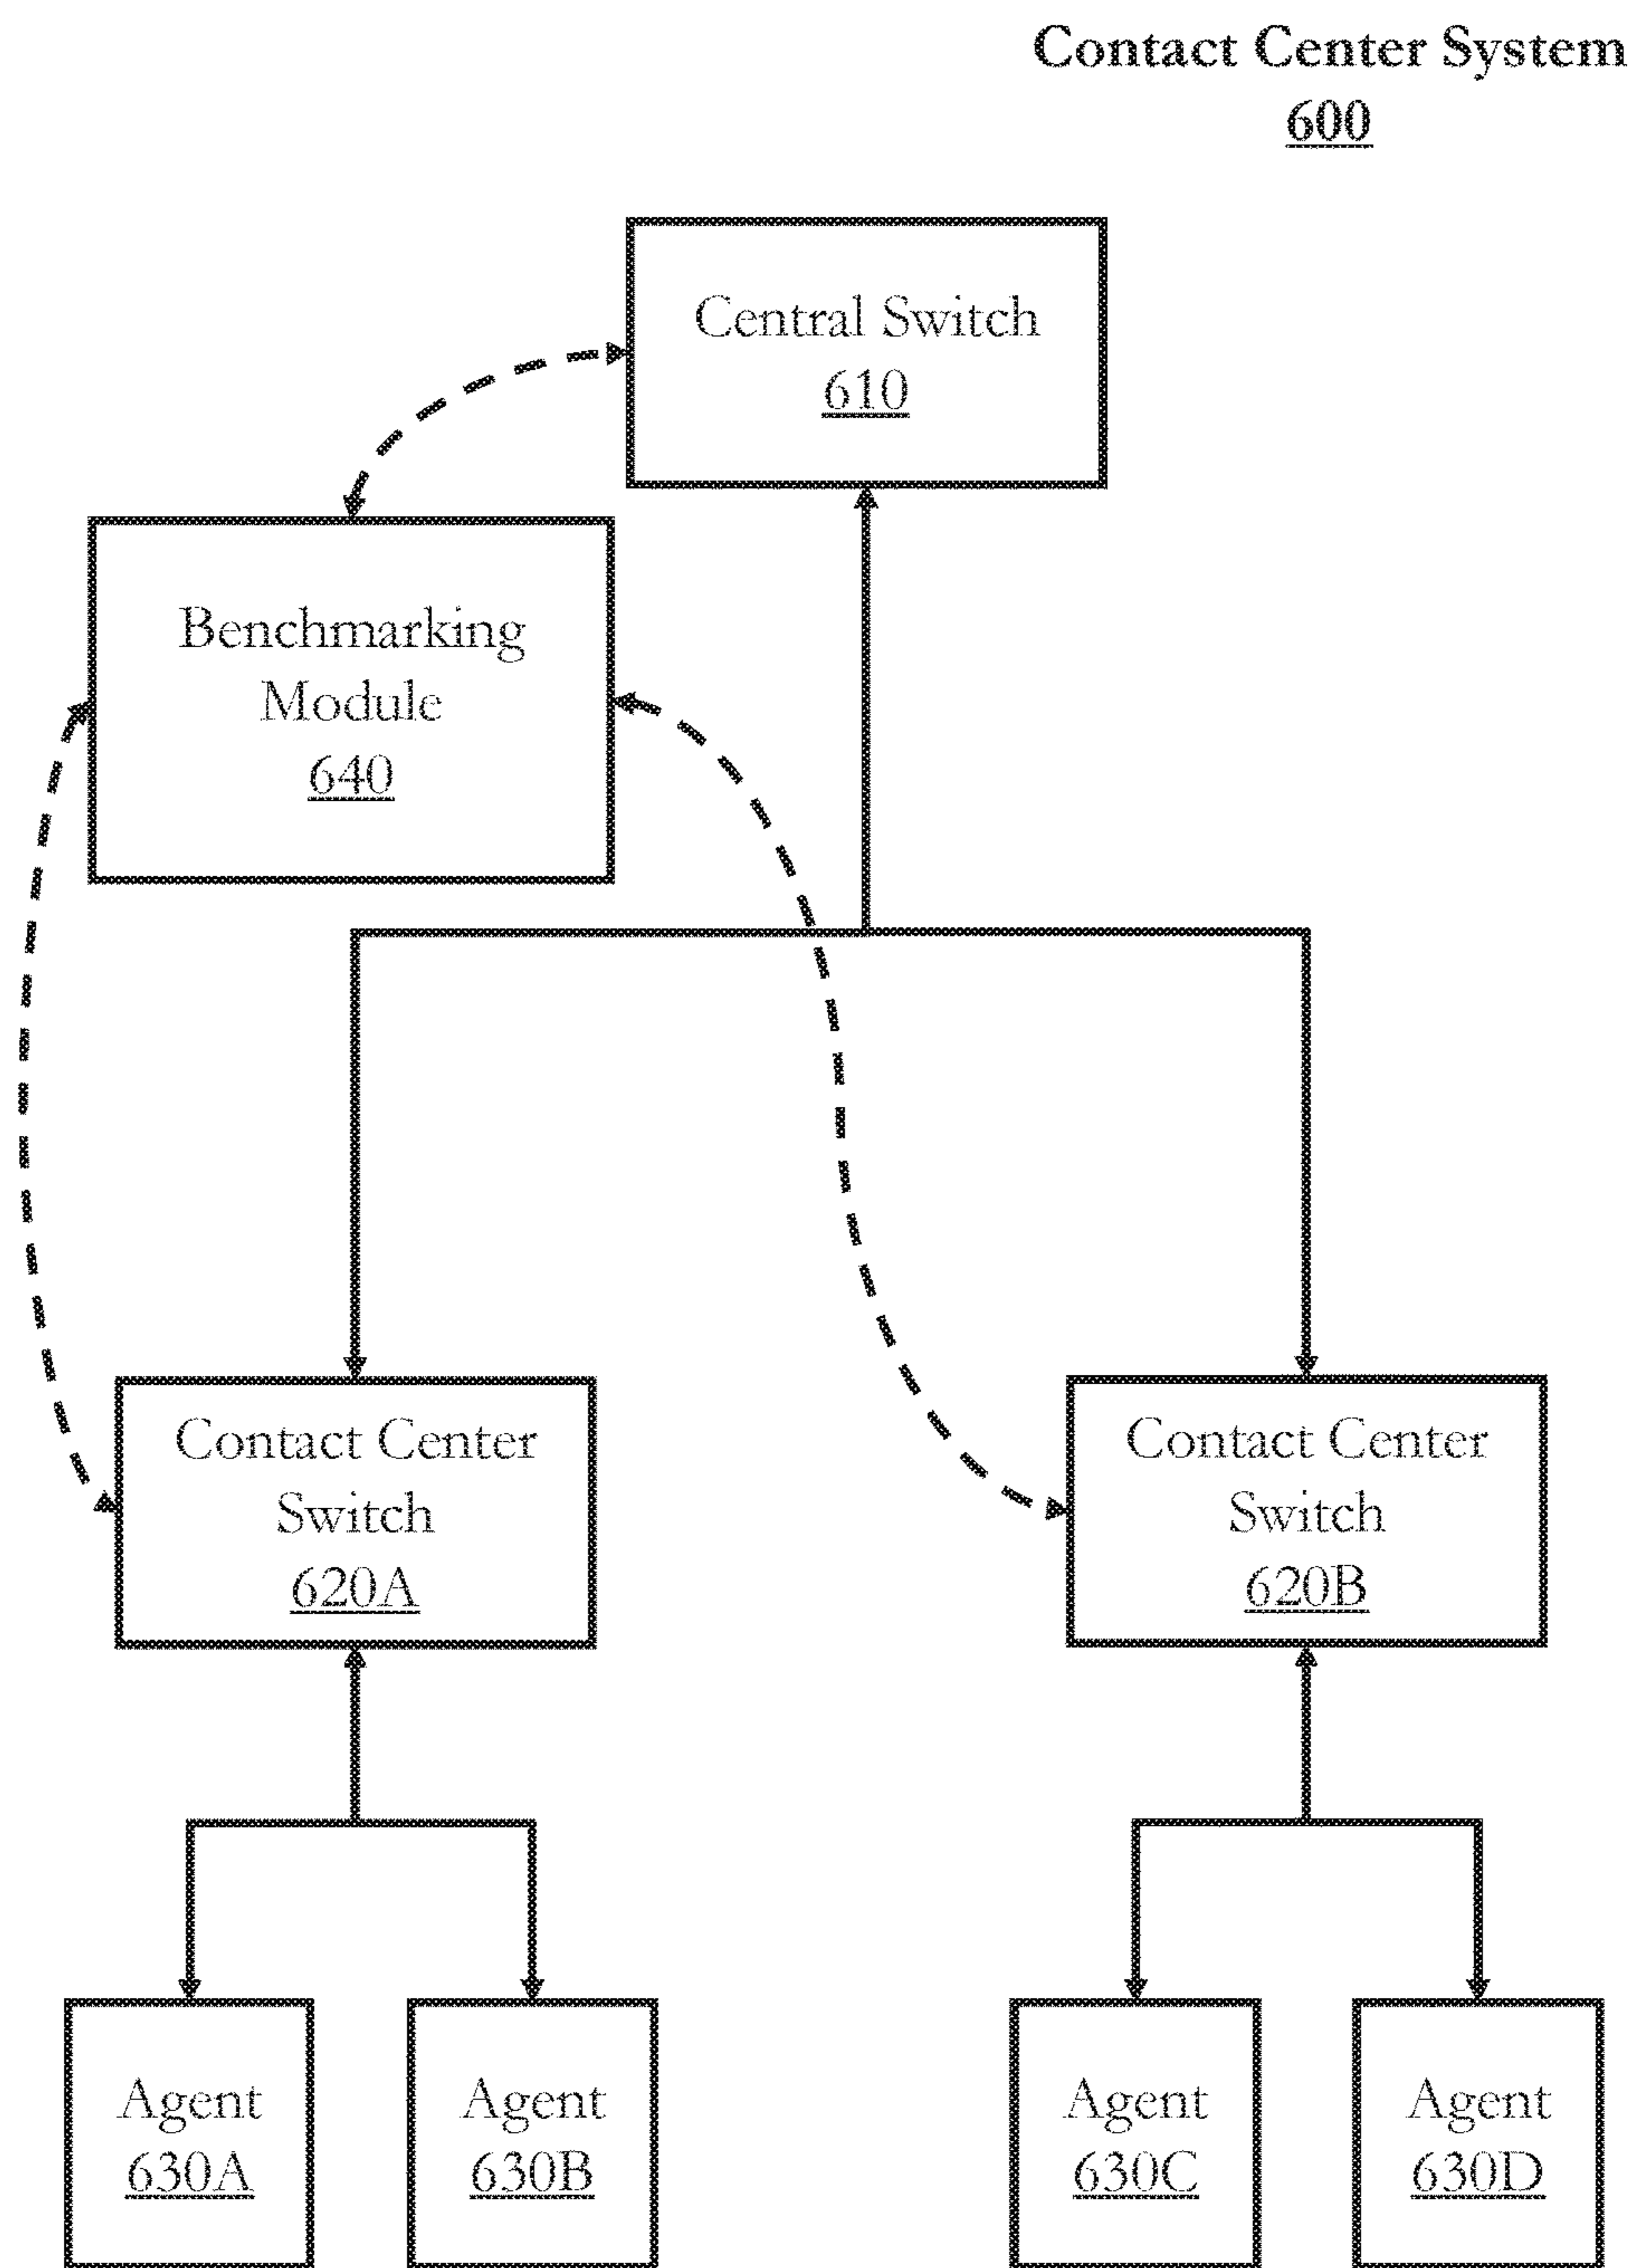 Contact Center System
600
Central Switch
610
Benchmarking
Module
640
Contact Center
Switch
620A
Contact Center
Switch
620B
Agent
630A
Agent
630B
Agent
630C
Agent
630D